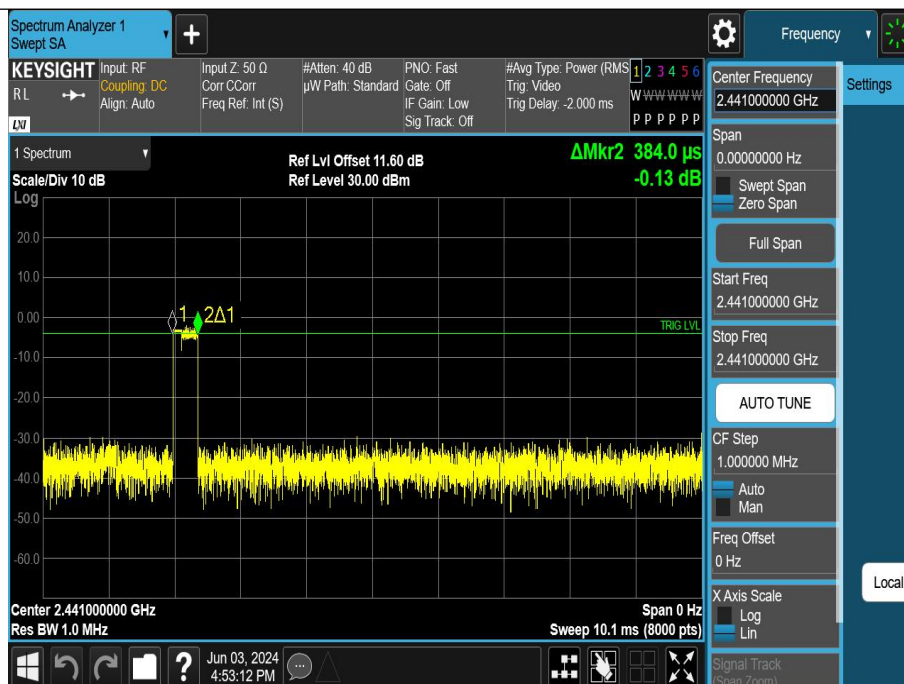 Spectrum Analyzer 1
Swept SA
Frequency
KEYSIGHT
RL
LXI
Input: RF
Coupling: DC
Align: Auto
Input Z: 50 Ω
Corr CCorr
Freq Ref: Int (S)
#Atten: 40 dB
µW Path: Standard
PNO: Fast
Gate: Off
IF Gain: Low
Sig Track: Off
#Avg Type: Power (RMS
Trig: Video
Trig Delay: -2.000 ms
1 2 3 4 5 6
W W W W W W
P P P P P P
1 Spectrum
Scale/Div 10 dB
Ref Lvl Offset 11.60 dB
Ref Level 30.00 dBm
ΔMkr2 384.0 µs
-0.13 dB
Log
20.0
10.0
0.00
-10.0
-20.0
-30.0
-40.0
-50.0
-60.0
1
2Δ1
TRIG LVL
Center 2.441000000 GHz
Res BW 1.0 MHz
Span 0 Hz
Sweep 10.1 ms (8000 pts)
Jun 03, 2024
4:53:12 PM
Center Frequency
2.441000000 GHz
Span
0.00000000 Hz
Swept Span
Zero Span
Full Span
Start Freq
2.441000000 GHz
Stop Freq
2.441000000 GHz
AUTO TUNE
CF Step
1.000000 MHz
Auto
Man
Freq Offset
0 Hz
X Axis Scale
Log
Lin
Signal Track
(Span Zoom)
Settings
Local